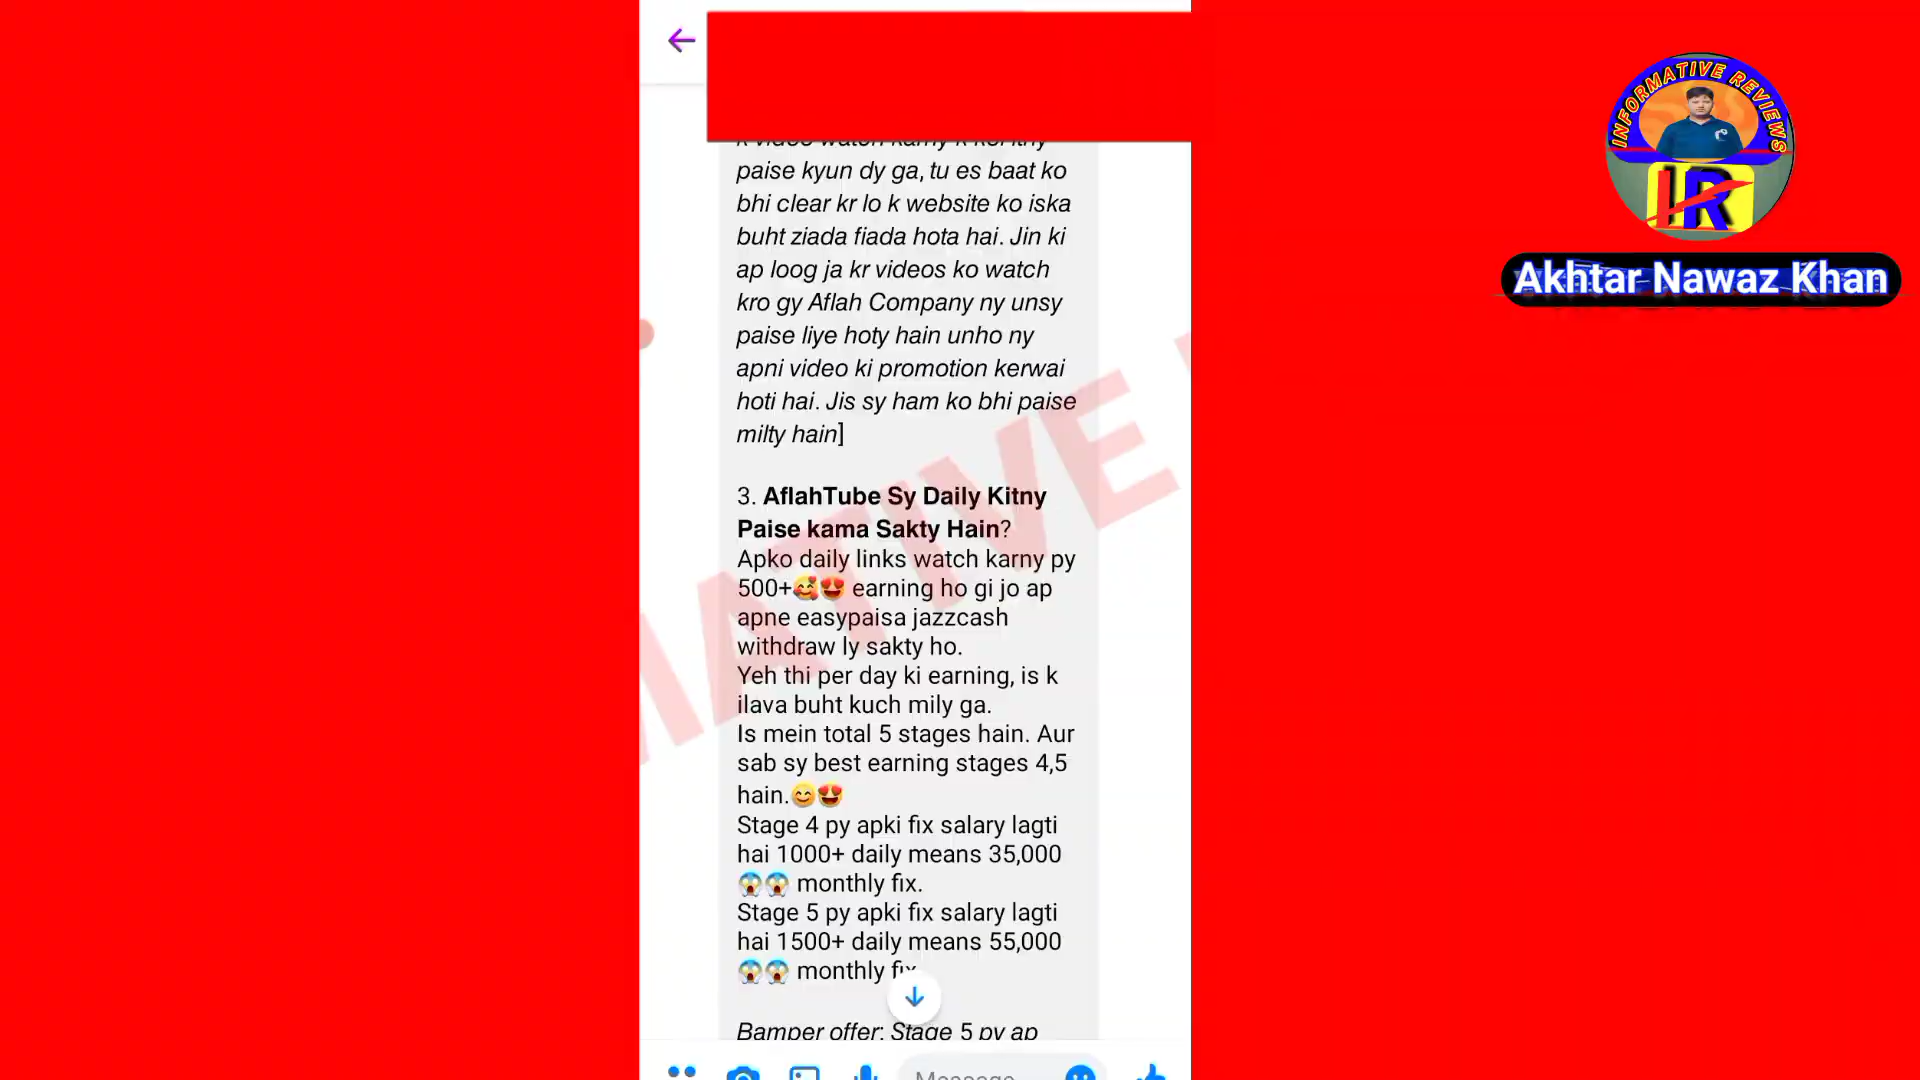 INFORMATIVE REVIEWS
IR
Akhtar Nawaz Khan
k video watch karny k koi itny
paise kyun dy ga, tu es baat ko
bhi clear kr lo k website ko iska
buht ziada fiada hota hai. Jin ki
ap loog ja kr videos ko watch
kro gy Aflah Company ny unsy
paise liye hoty hain unho ny
apni video ki promotion kerwai
hoti hai. Jis sy ham ko bhi paise
milty hain]
3. AflahTube Sy Daily Kitny
Paise kama Sakty Hain?
Apko daily links watch karny py
500+🥰😍 earning ho gi jo ap
apne easypaisa jazzcash
withdraw ly sakty ho.
Yeh thi per day ki earning, is k
ilava buht kuch mily ga.
Is mein total 5 stages hain. Aur
sab sy best earning stages 4,5
hain.😊😍
Stage 4 py apki fix salary lagti
hai 1000+ daily means 35,000
😱😱 monthly fix.
Stage 5 py apki fix salary lagti
hai 1500+ daily means 55,000
😱😱 monthly fix.
Bamper offer: Stage 5 py ap
Message
MATIVE